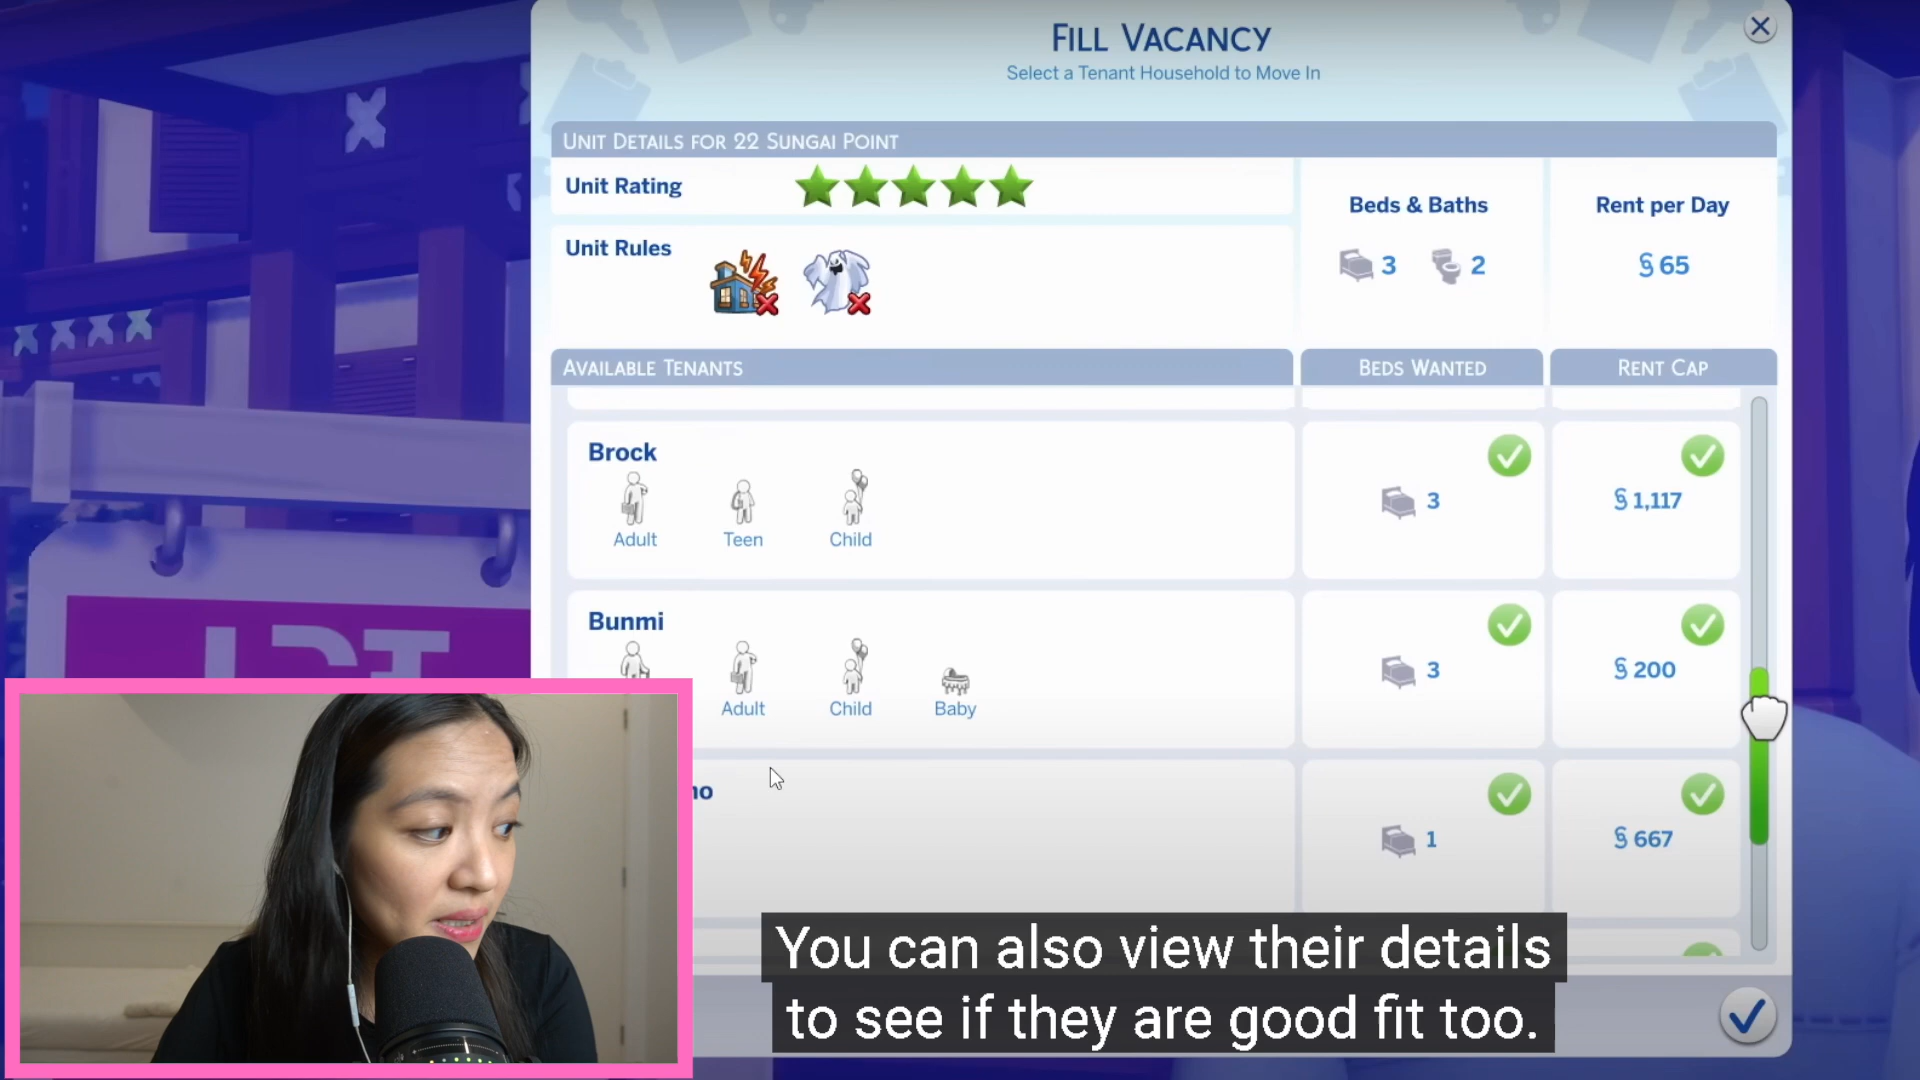 FILL VACANCY
Select a Tenant Household to Move In
UNIT DETAILS FOR 22 SUNGAI POINT
Unit Rating
Beds & Baths
Rent per Day
Unit Rules
3
2
§65
AVAILABLE TENANTS
BEDS WANTED
RENT CAP
Brock
3
§1,117
Adult
Teen
Child
Bunmi
3
§200
Adult
Child
Baby
1
§667
You can also view their details
to see if they are good fit too.